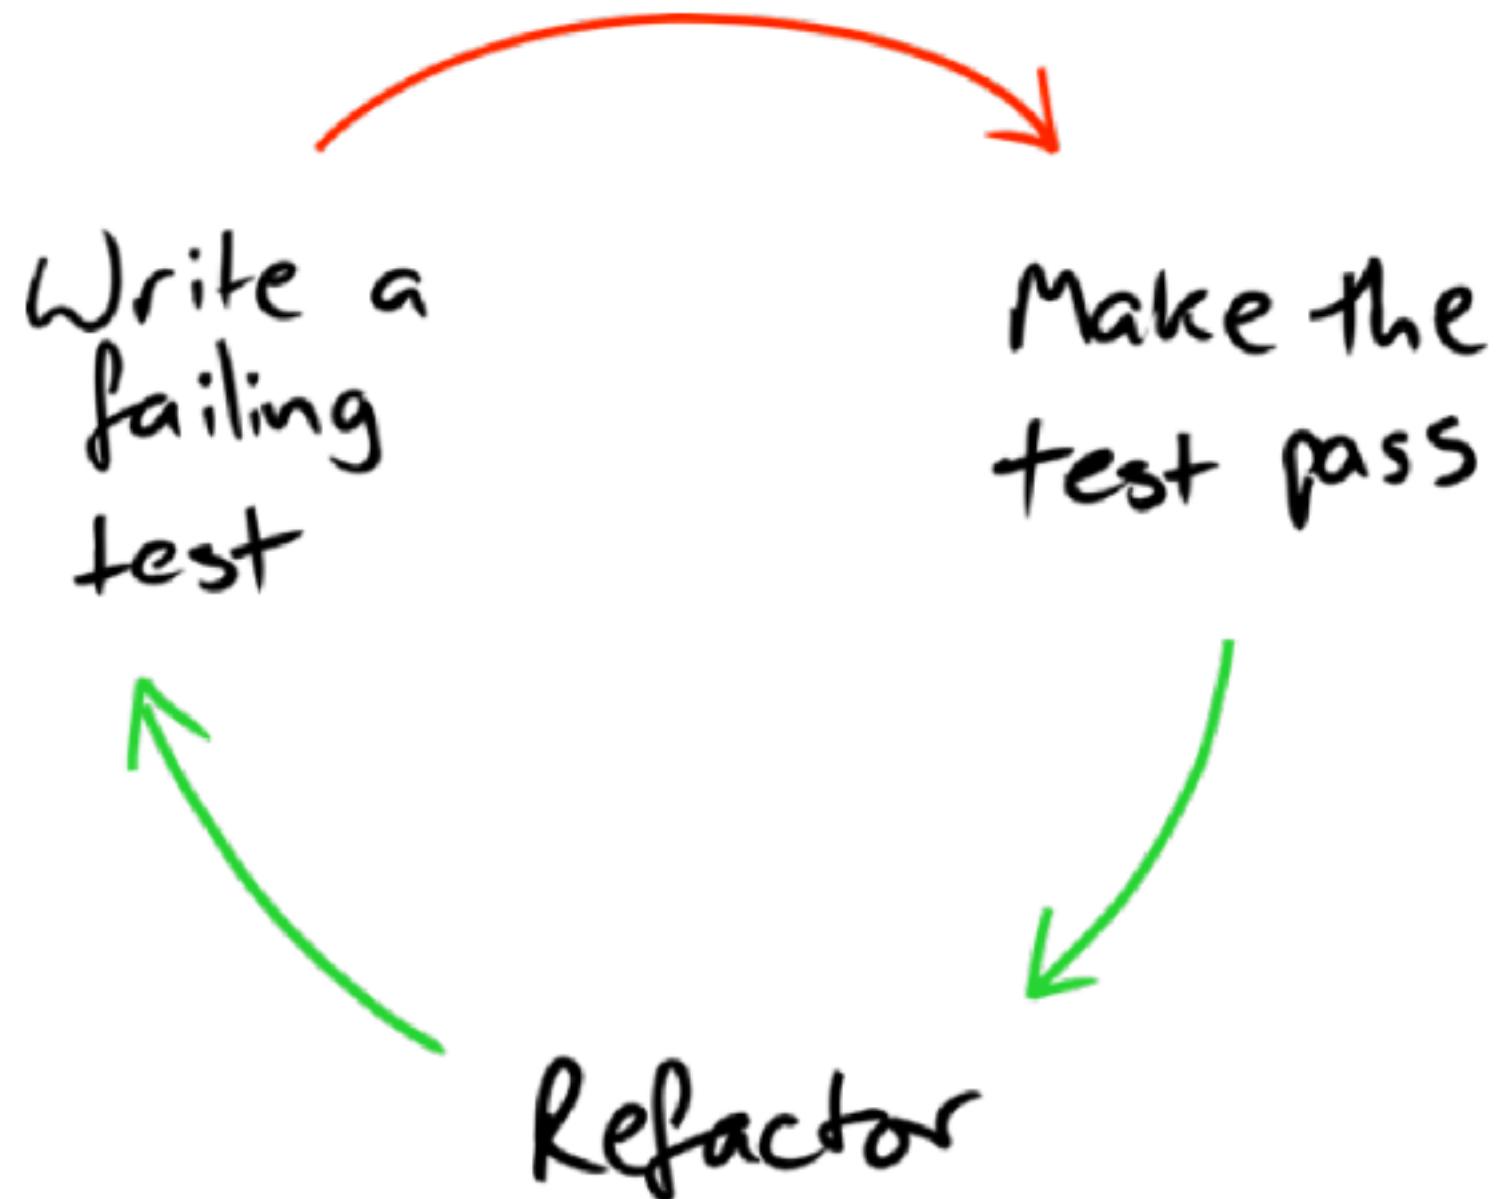 Write a
failing
test
Make the
test pass
Refactor